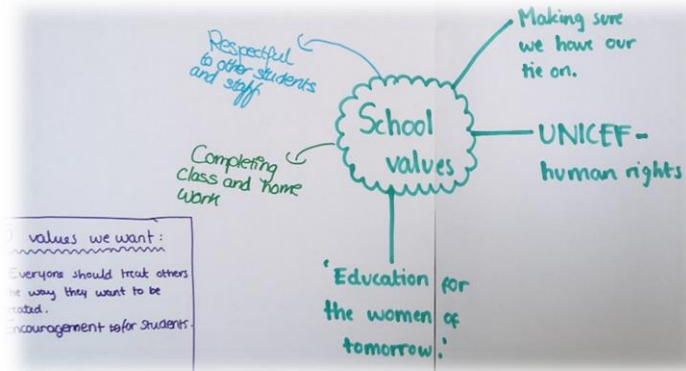 Respectful
to other students
and staff
Completing
class and home
work
School
values
Making sure
we have our
tie on.
UNICEF-
human rights
'Education for
the women of
tomorrow.'
values we want:
Everyone should treat others
way they want to be
Encouragement for students.